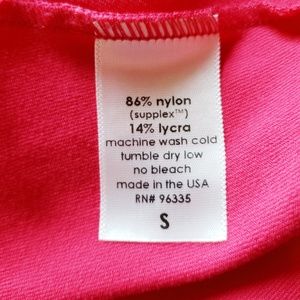 86% nylon
(supplex™)
14% lycra
machine wash cold
tumble dry low
no bleach
made in the USA
RN# 96335
S